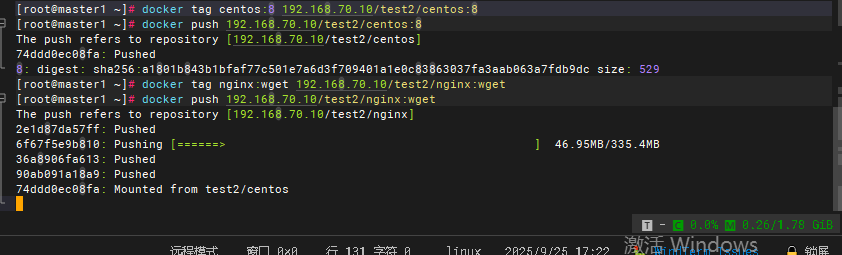 [root@master1 ~]# docker tag centos:8 192.168.70.10/test2/centos:8
[root@master1 ~]# docker push 192.168.70.10/test2/centos:8
The push refers to repository [192.168.70.10/test2/centos]
74ddd0ec08fa: Pushed
8: digest: sha256:a1801b843b1bfaf77c501e7a6d3f709401a1e0c83863037fa3aab063a7fdb9dc size: 529
[root@master1 ~]# docker tag nginx:wget 192.168.70.10/test2/nginx:wget
[root@master1 ~]# docker push 192.168.70.10/test2/nginx:wget
The push refers to repository [192.168.70.10/test2/nginx]
2e1d87da57ff: Pushed
6f67f5e9b810: Pushing [======>                                            ]  46.95MB/335.4MB
36a8906fa613: Pushed
90ab091a18a9: Pushed
74ddd0ec08fa: Mounted from test2/centos
T - C 0.0% M 0.26/1.78 GiB
远程模式 窗口 0x0 行 131 字符 0 linux 2025/9/25 17:22 Issues 锁屏
激活 Windows